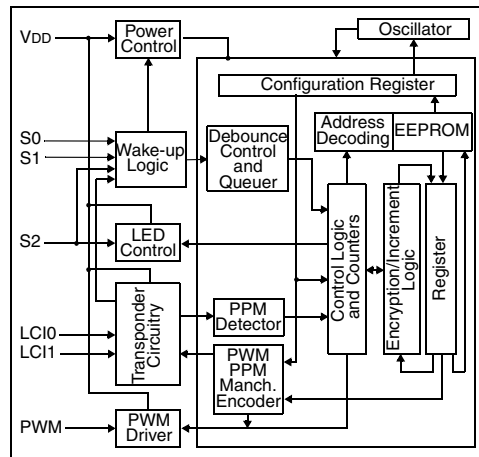 VDD
Power
Control
Oscillator
Configuration Register
S0
S1
Wake-up
Logic
Debounce
Control
and
Queuer
Address
Decoding
EEPROM
S2
LED
Control
Control Logic
and Counters
Encryption/Increment
Logic
Register
LCI0
LCI1
Transponder
Circuitry
PPM
Detector
PWM
PPM
Manch.
Encoder
PWM
PWM
Driver